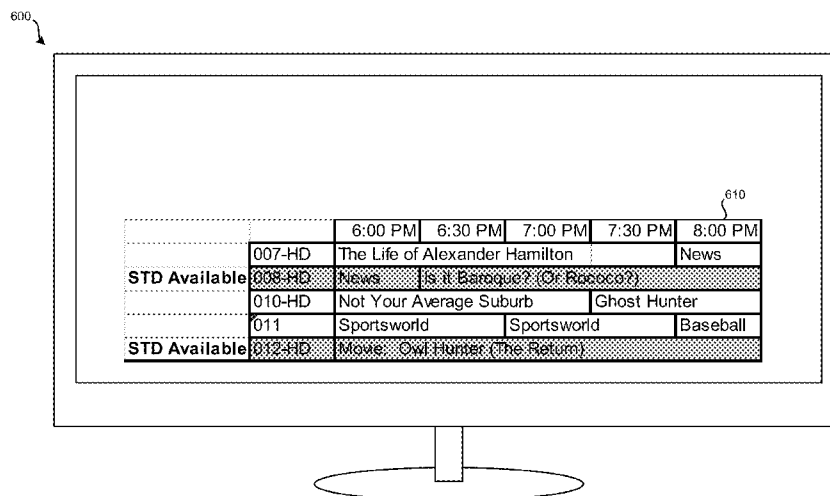 600
610
6:00 PM 6:30 PM 7:00 PM 7:30 PM 8:00 PM
007-HD The Life of Alexander Hamilton News
STD Available 008-HD News Is it Baroque? (Or Rococo?)
010-HD Not Your Average Suburb Ghost Hunter
011 Sportsworld Sportsworld Baseball
STD Available 012-HD Movie: Owl Hunter (The Return)